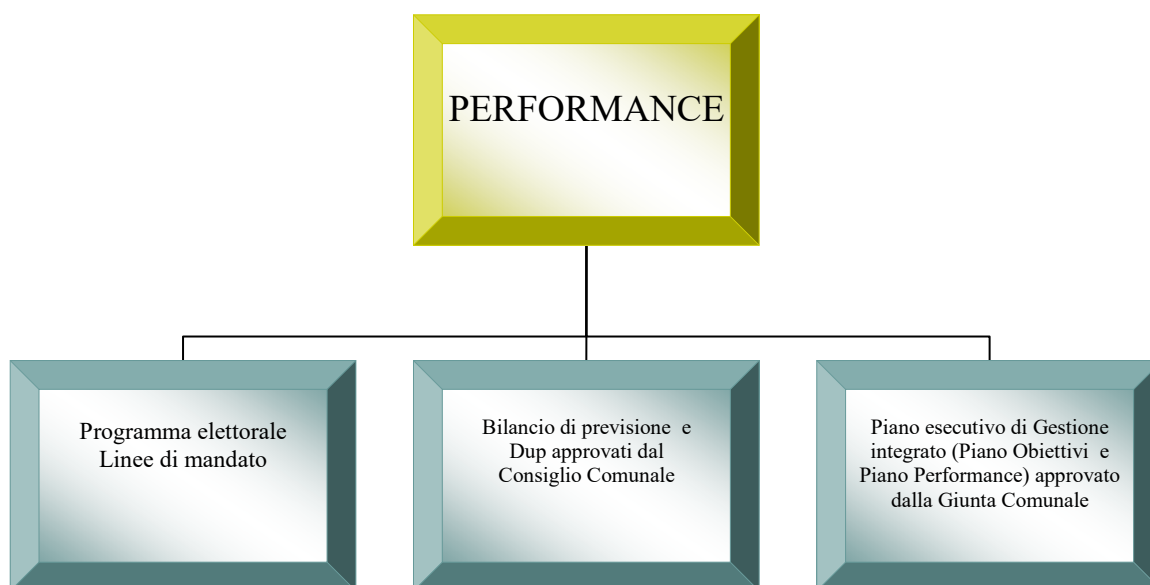 PERFORMANCE
Programma elettorale
Linee di mandato
Bilancio di previsione e
Dup approvati dal
Consiglio Comunale
Piano esecutivo di Gestione
integrato (Piano Obiettivi e
Piano Performance) approvato
dalla Giunta Comunale